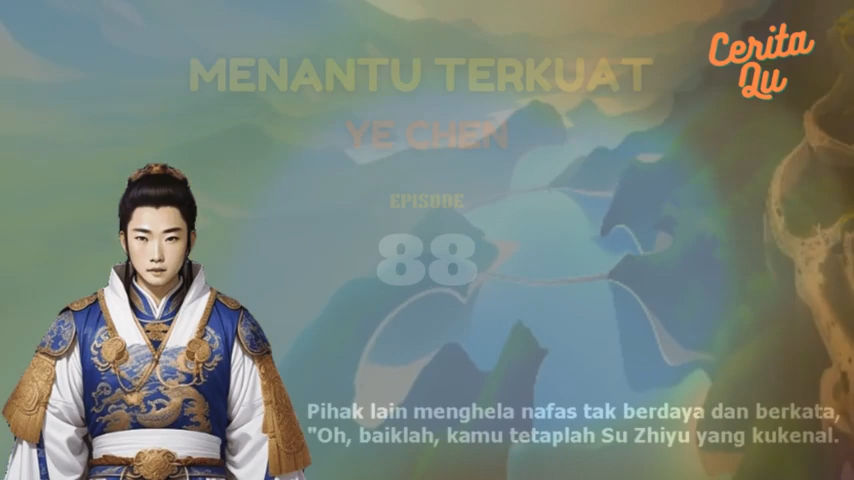 MENANTU TERKUAT
YE CHEN
EPISODE
88
Cerita
Qu
Pihak lain menghela nafas tak berdaya dan berkata,
"Oh, baiklah, kamu tetaplah Su Zhiyu yang kukenal.